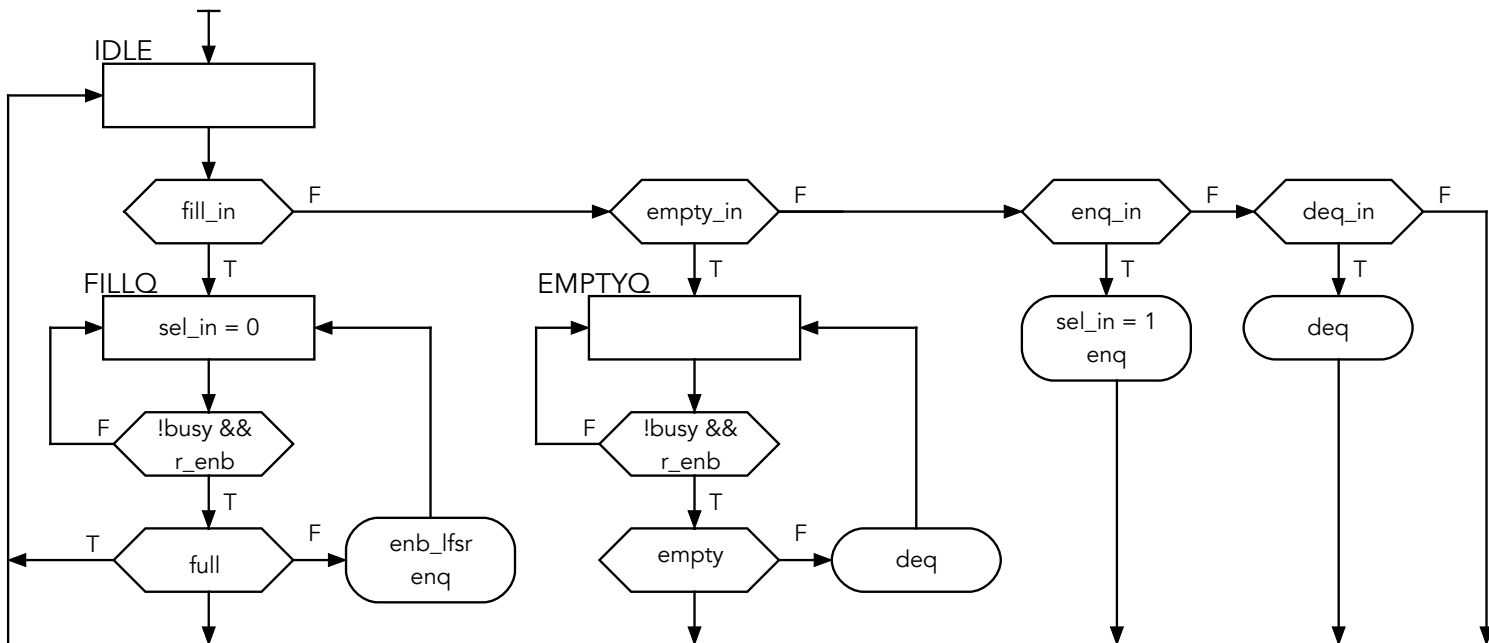 IDLE
fill_in
F
empty_in
F
enq_in
F
deq_in
F
T
T
T
T
FILLQ
sel_in = 0
EMPTYQ
sel_in = 1
enq
deq
F
!busy &&
r_enb
F
!busy &&
r_enb
T
T
T
full
F
enb_lfsr
enq
empty
F
deq